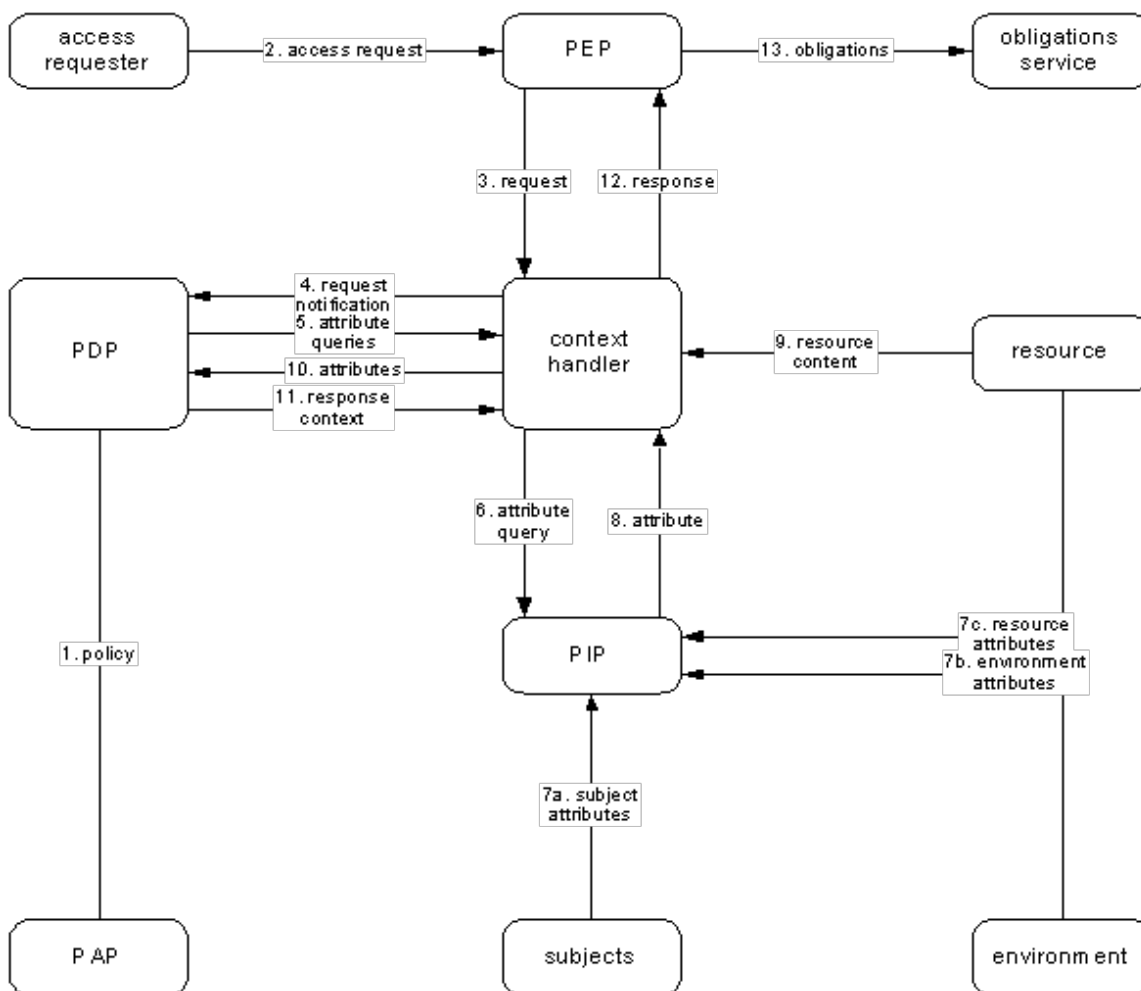 access
requester
2. access request
PEP
13. obligations
obligations
service
3. request
12. response
PDP
4. request
notification
5. attribute
queries
10. attributes
11. response
context
context
handler
9. resource
content
resource
6. attribute
query
8. attribute
1. policy
PIP
7c. resource
attributes
7b. environment
attributes
7a. subject
attributes
PAP
subjects
environment